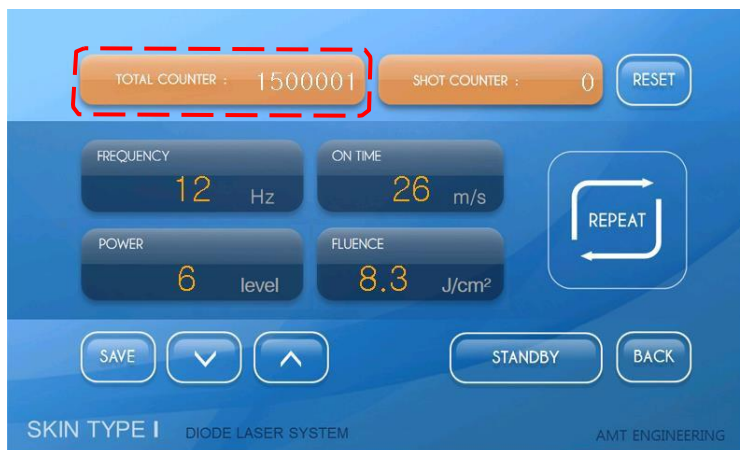 TOTAL COUNTER : 1500001 SHOT COUNTER : 0 RESET
FREQUENCY ON TIME
12 Hz 26 m/s
REPEAT
POWER FLUENCE
6 level 8.3 J/cm²
SAVE STANDBY BACK
SKIN TYPE I DIODE LASER SYSTEM AMT ENGINEERING